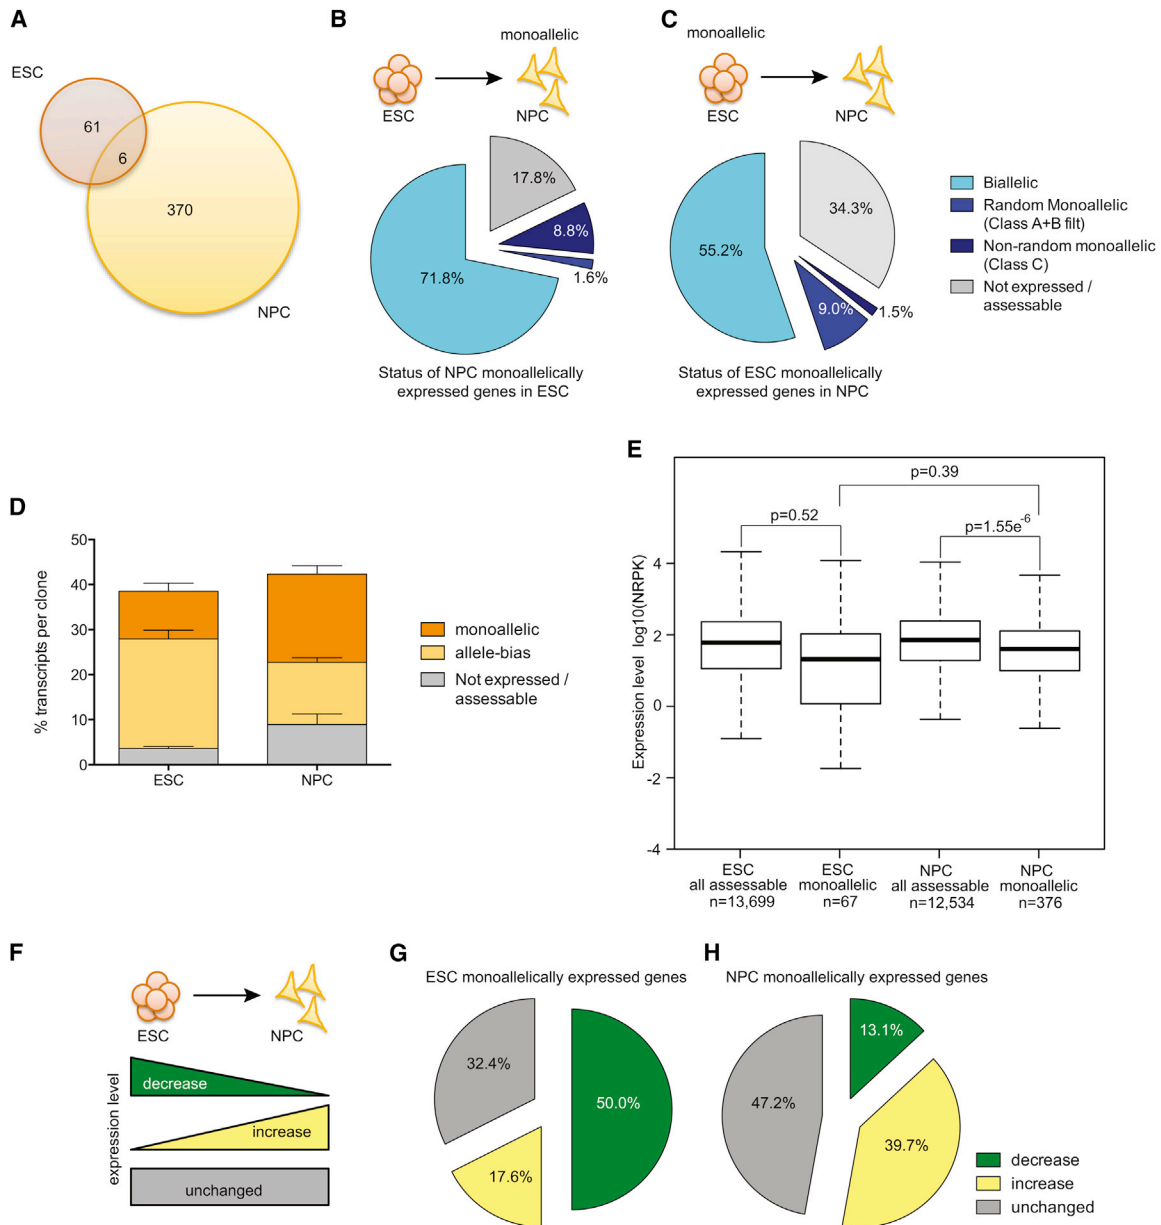 A
ESC
61
6
370
NPC
B
monoallelic
ESC
NPC
17.8%
8.8%
1.6%
71.8%
Status of NPC monoallelically
expressed genes in ESC
C
monoallelic
ESC
NPC
34.3%
55.2%
9.0%
1.5%
Status of ESC monoallelically
expressed genes in NPC
Biallelic
Random Monoallelic
(Class A+B filt)
Non-random monoallelic
(Class C)
Not expressed /
assessable
D
% transcripts per clone
50
40
30
20
10
0
ESC
NPC
monoallelic
allele-bias
Not expressed /
assessable
E
Expression level log10(NRPK)
4
2
0
-2
-4
p=0.52
p=0.39
p=1.55e-6
ESC
all assessable
n=13,699
ESC
monoallelic
n=67
NPC
all assessable
n=12,534
NPC
monoallelic
n=376
F
ESC
NPC
expression level
decrease
increase
unchanged
G
ESC monoallelically expressed genes
32.4%
50.0%
17.6%
H
NPC monoallelically expressed genes
13.1%
47.2%
39.7%
decrease
increase
unchanged